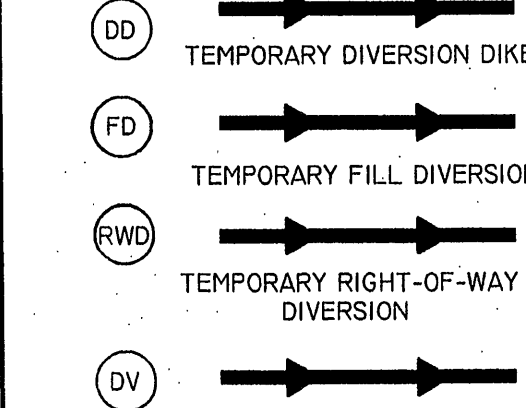 DD
TEMPORARY DIVERSION DIKE
FD
TEMPORARY FILL DIVERSION
RWD
TEMPORARY RIGHT-OF-WAY
DIVERSION
DV